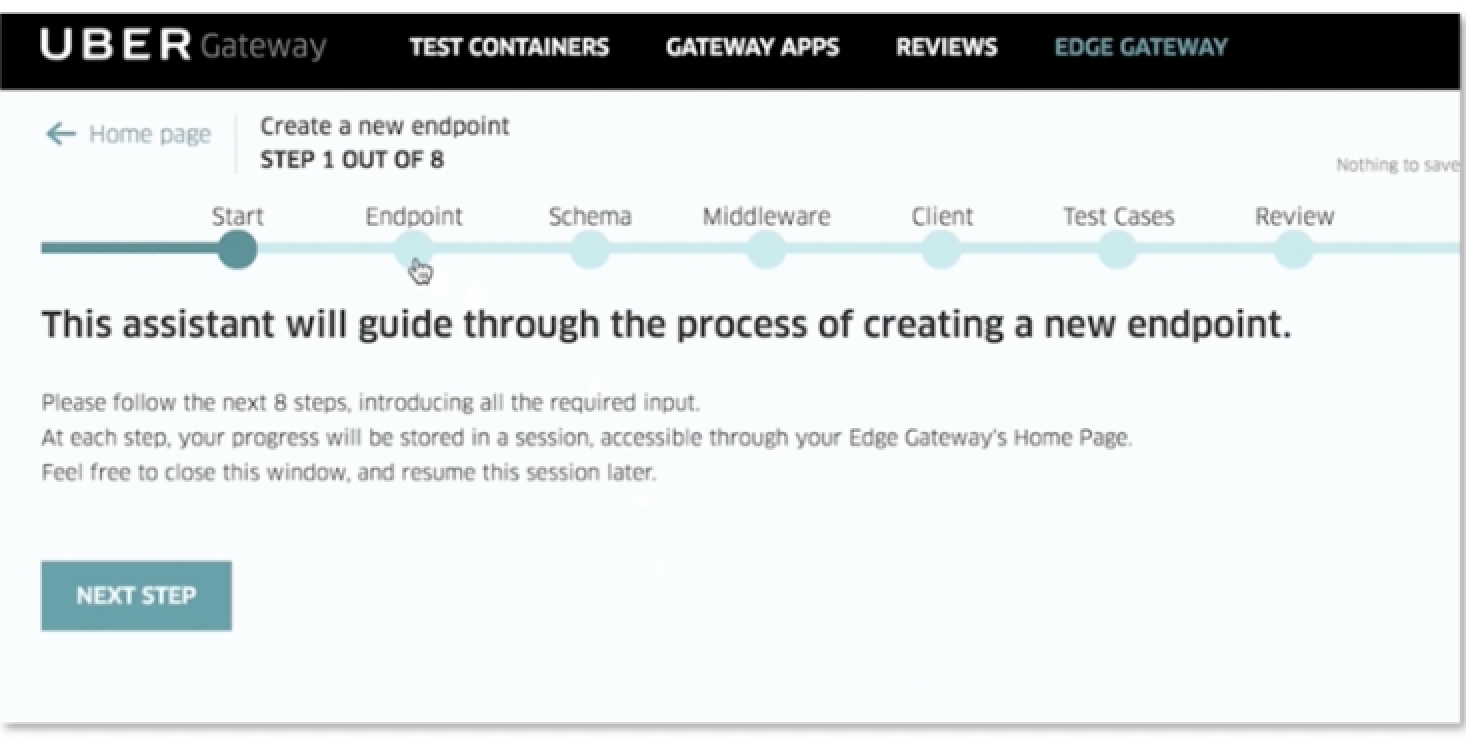 UBER Gateway TEST CONTAINERS GATEWAY APPS REVIEWS EDGE GATEWAY
← Home page
Create a new endpoint
STEP 1 OUT OF 8
Nothing to save
Start Endpoint Schema Middleware Client Test Cases Review
This assistant will guide through the process of creating a new endpoint.
Please follow the next 8 steps, introducing all the required input.
At each step, your progress will be stored in a session, accessible through your Edge Gateway's Home Page.
Feel free to close this window, and resume this session later.
NEXT STEP